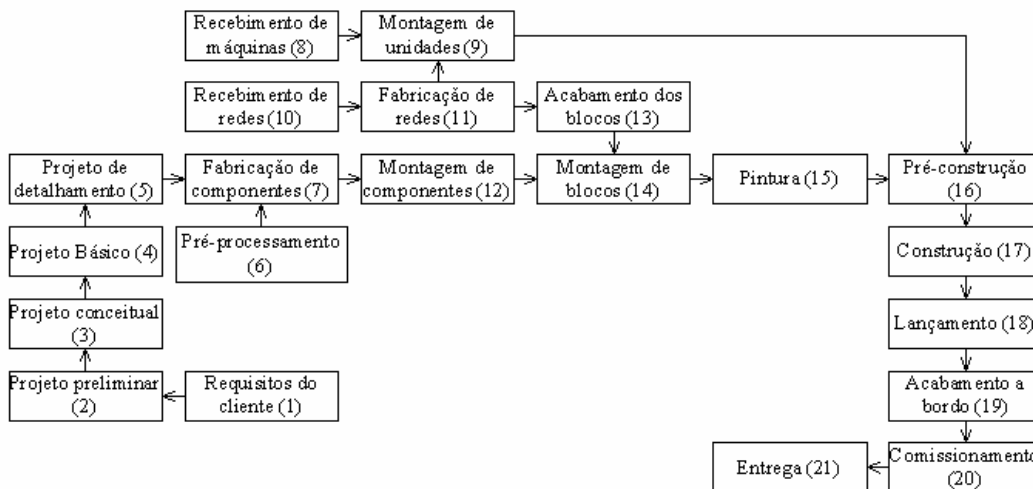 Recebimento de
máquinas (8)
Montagem de
unidades (9)
Recebimento de
redes (10)
Fabricação de
redes (11)
Acabamento dos
blocos (13)
Projeto de
detalhamento (5)
Fabricação de
componentes (7)
Montagem de
componentes (12)
Montagem de
blocos (14)
Pintura (15)
Pré-construção
(16)
Projeto Básico (4)
Pré-processamento
(6)
Construção (17)
Projeto conceitual
(3)
Lançamento (18)
Projeto preliminar
(2)
Requisitos do
cliente (1)
Acabamento a
bordo (19)
Entrega (21)
Comissionamento
(20)